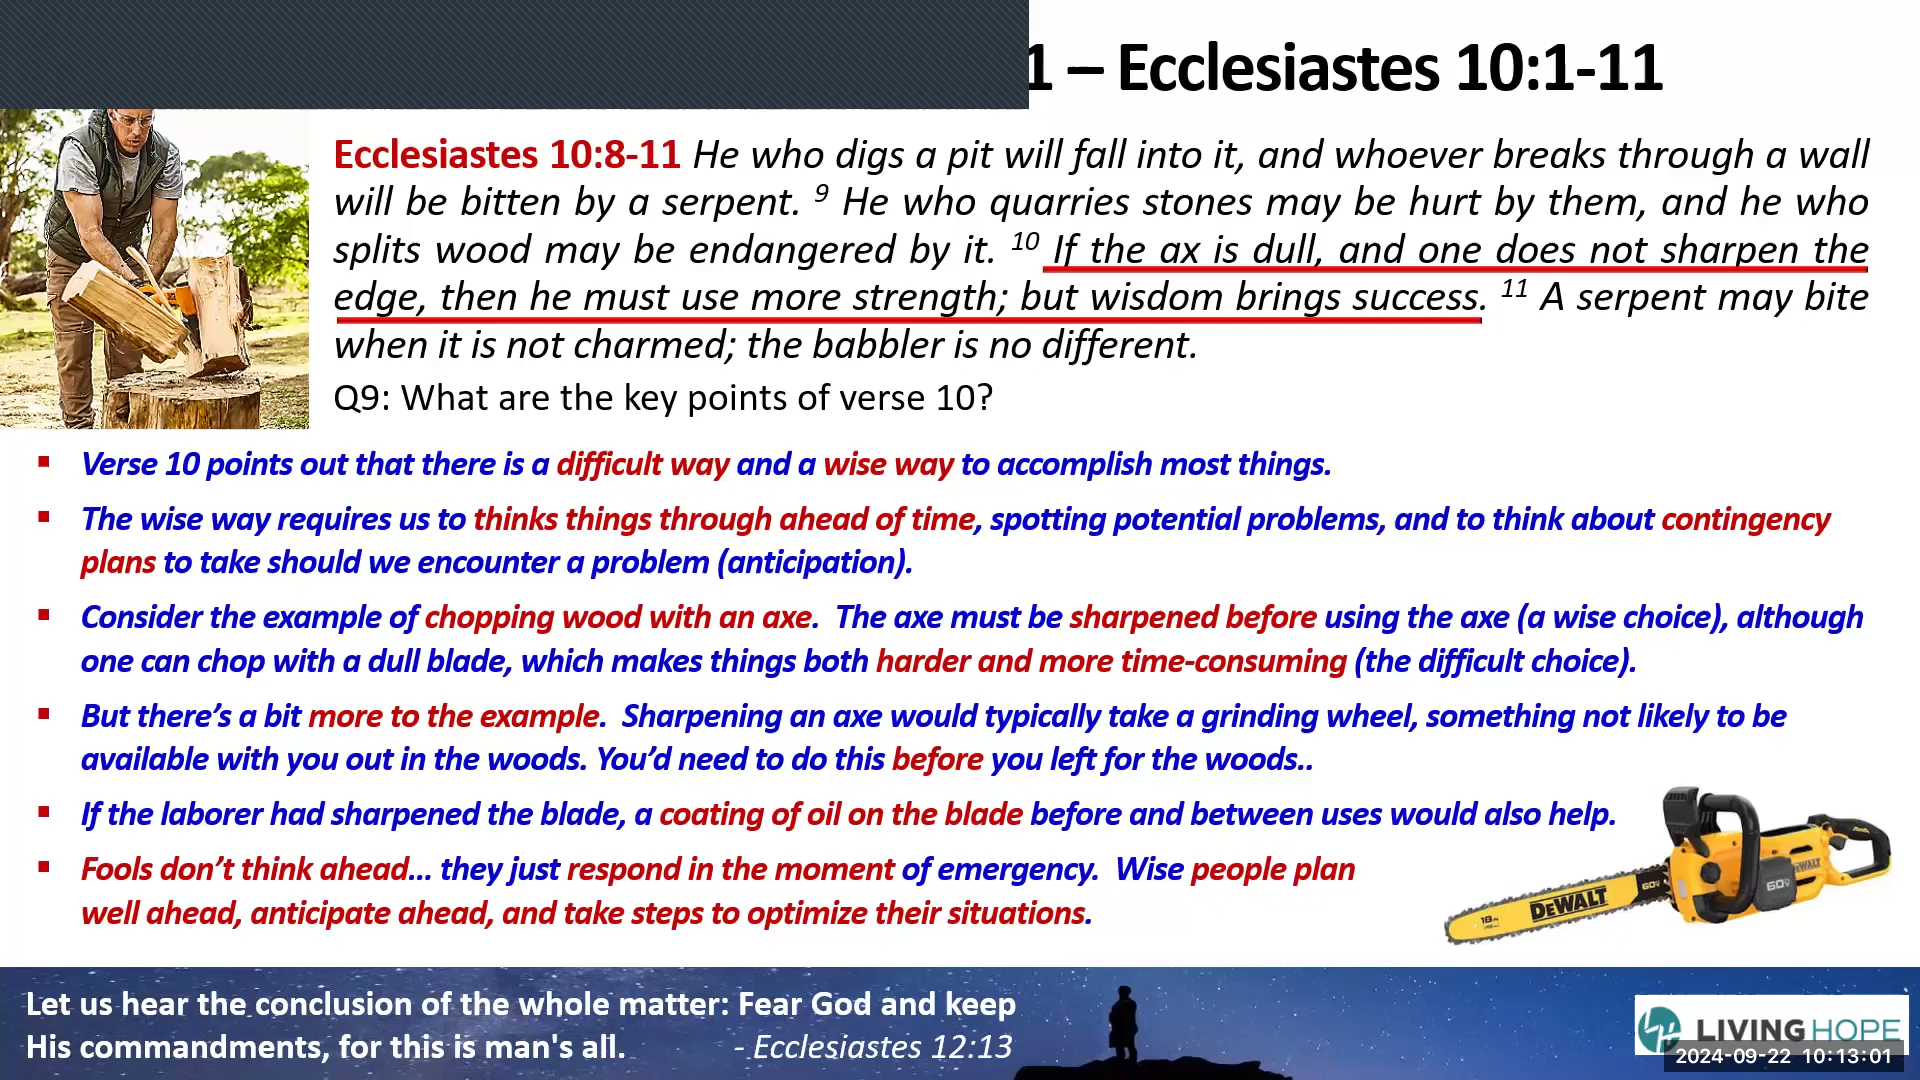 1 – Ecclesiastes 10:1-11
Ecclesiastes 10:8-11 He who digs a pit will fall into it, and whoever breaks through a wall
will be bitten by a serpent. 9 He who quarries stones may be hurt by them, and he who
splits wood may be endangered by it. 10 If the ax is dull, and one does not sharpen the
edge, then he must use more strength; but wisdom brings success. 11 A serpent may bite
when it is not charmed; the babbler is no different.
Q9: What are the key points of verse 10?
▪ Verse 10 points out that there is a difficult way and a wise way to accomplish most things.
▪ The wise way requires us to thinks things through ahead of time, spotting potential problems, and to think about contingency
plans to take should we encounter a problem (anticipation).
▪ Consider the example of chopping wood with an axe. The axe must be sharpened before using the axe (a wise choice), although
one can chop with a dull blade, which makes things both harder and more time-consuming (the difficult choice).
▪ But there's a bit more to the example. Sharpening an axe would typically take a grinding wheel, something not likely to be
available with you out in the woods. You'd need to do this before you left for the woods..
▪ If the laborer had sharpened the blade, a coating of oil on the blade before and between uses would also help.
▪ Fools don't think ahead... they just respond in the moment of emergency. Wise people plan
well ahead, anticipate ahead, and take steps to optimize their situations.
DEWALT
60V
60V
DEWALT
18 IN
Let us hear the conclusion of the whole matter: Fear God and keep
His commandments, for this is man's all. - Ecclesiastes 12:13
LIVING HOPE
2024-09-22 10:13:01